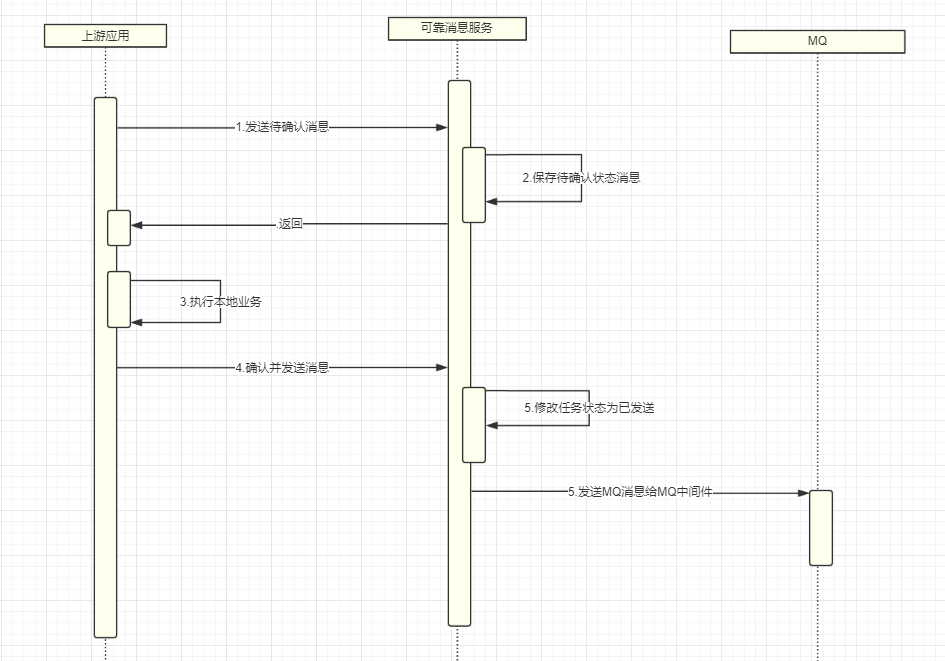 上游应用
可靠消息服务
MQ
1.发送待确认消息
2.保存待确认状态消息
.返回
3.执行本地业务
4.确认并发送消息
5.修改任务状态为已发送
5.发送MQ消息给MQ中间件